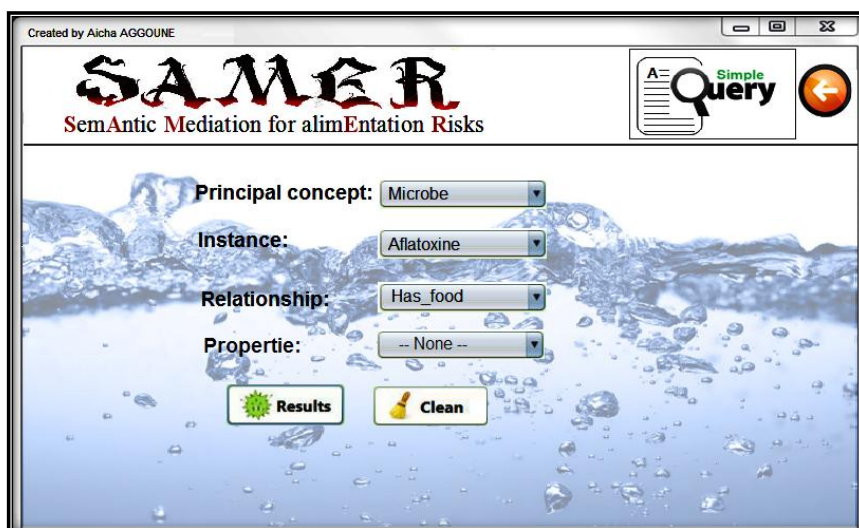 Created by Aicha AGGOUNE
SAMER
SemAntic Mediation for alimEntation Risks
A
Simple
Query
Principal concept: Microbe
Instance: Aflatoxine
Relationship: Has_food
Propertie: -- None --
Results Clean